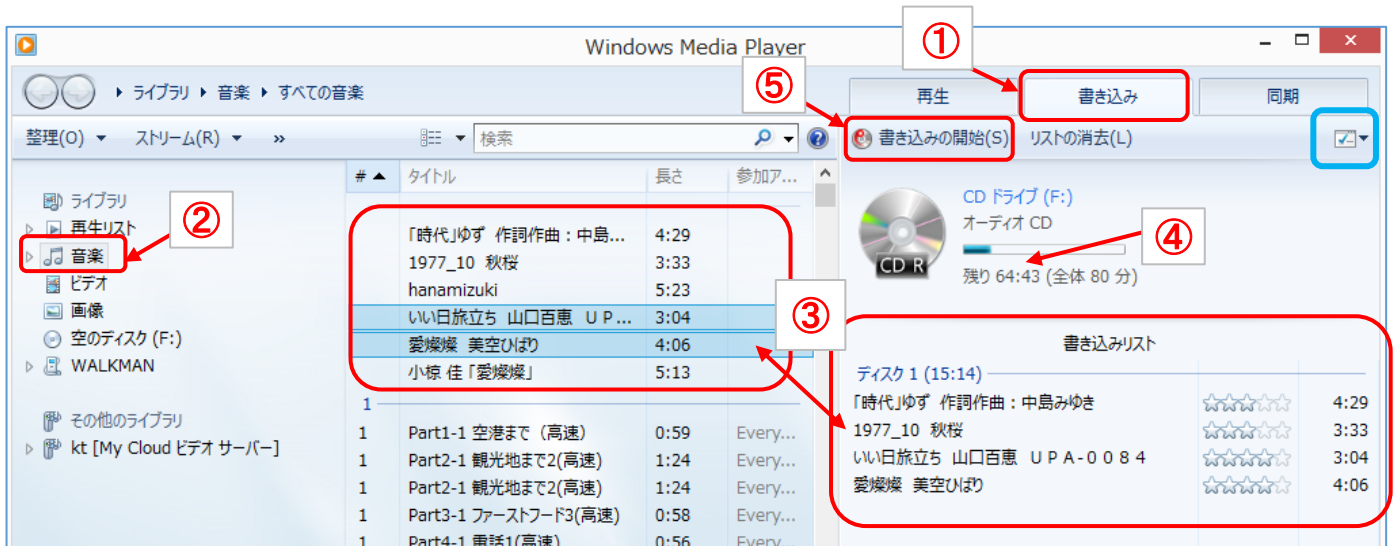 ①
Windows Media Player
⑤
ライブラリ ▸ 音楽 ▸ すべての音楽
再生
書き込み
同期
整理(O) ストリーム(R) »
検索
書き込みの開始(S) リストの消去(L)
# タイトル 長さ 参加ア...
ライブラリ
再生リスト
②
音楽
ビデオ
画像
空のディスク (F:)
WALKMAN
その他のライブラリ
kt [My Cloud ビデオ サーバー]
「時代」ゆず 作詞作曲：中島... 4:29
1977_10 秋桜 3:33
hanamizuki 5:23
いい日旅立ち 山口百恵 ＵＰ... 3:04
愛燦燦 美空ひばり 4:06
小椋 佳「愛燦燦」 5:13
1
1 Part1-1 空港まで（高速） 0:59 Every...
1 Part2-1 観光地まで2(高速) 1:24 Every...
1 Part2-1 観光地まで2(高速) 1:24 Every...
1 Part3-1 ファーストフード3(高速) 0:58 Every...
1 Part4-1 電話1(高速) 0:56 Every...
③
CD ドライブ (F:)
オーディオ CD
CD R
④
残り 64:43 (全体 80 分)
書き込みリスト
ディスク 1 (15:14)
「時代」ゆず 作詞作曲：中島みゆき 4:29
1977_10 秋桜 3:33
いい日旅立ち 山口百恵 ＵＰＡ-００８４ 3:04
愛燦燦 美空ひばり 4:06